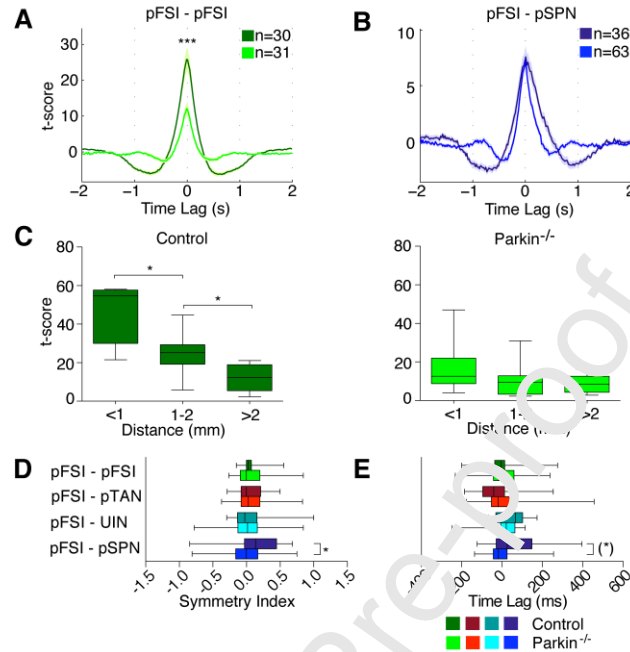 A
pFSI - pFSI
***
n=30
n=31
30
20
10
0
t-score
−2 −1 0 1 2
Time Lag (s)
B
pFSI - pSPN
n=36
n=63
10
5
0
−2 −1 0 1 2
Time Lag (s)
C
Control
*
*
80
60
40
20
0
t-score
<1 1-2 >2
Distance (mm)
Parkin-/-
80
60
40
20
0
<1 >2
Distance
D
pFSI - pFSI
pFSI - pTAN
pFSI - UIN
pFSI - pSPN
*
-1.5 -1.0 -0.5 0.0 0.5 1.0 1.5
Symmetry Index
E
(*)
-200 0 200 400 600
Time Lag (ms)
Control
Parkin-/-
Pre-proof